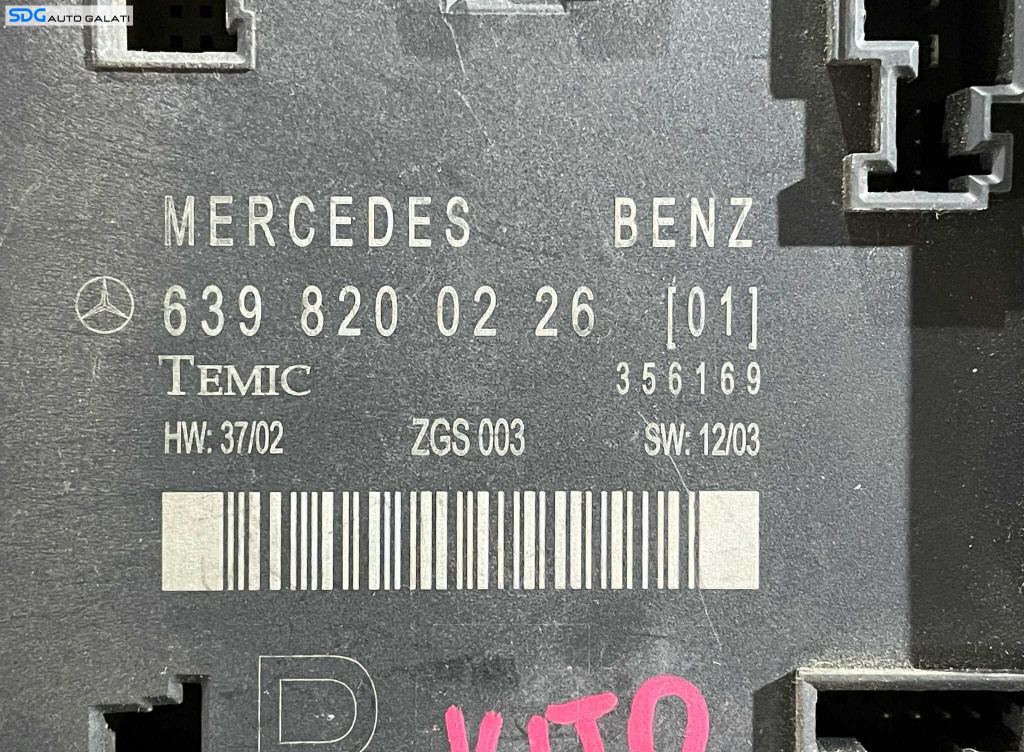 SDG AUTO GALATI
MERCEDES BENZ
639 820 02 26 [01]
TEMIC 356169
HW: 37/02 ZGS 003 SW: 12/03
VITO